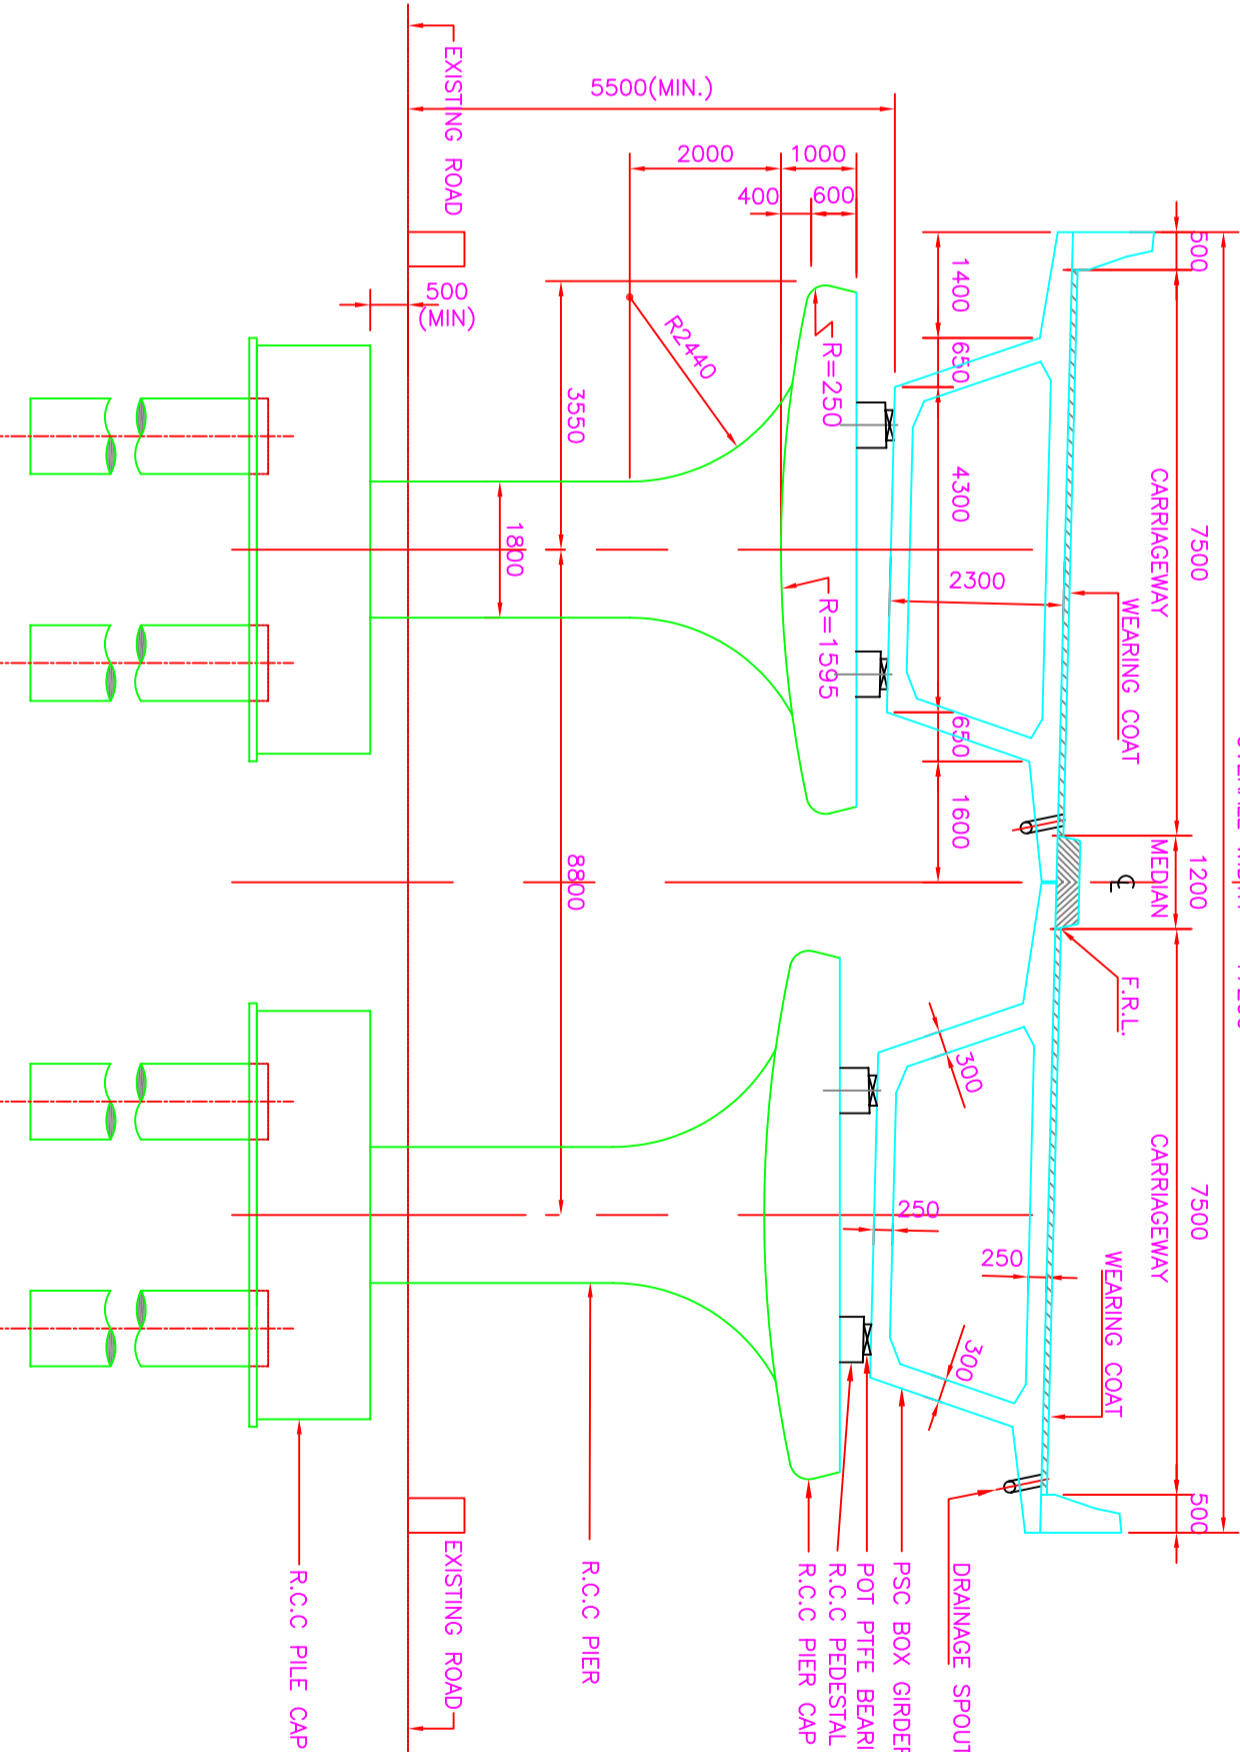 500
7500
1200
7500
500
CARRIAGEWAY
MEDIAN
CARRIAGEWAY
WEARING COAT
F.R.L.
WEARING COAT
1400
650
4300
650
1600
2300
300
250
250
300
DRAINAGE SPOUT
PSC BOX GIRDER
R.C.C PEDESTAL
R.C.C PIER CAP
5500(MIN.)
1000
2000
600
400
R=250
R=1595
R2440
3550
8800
1800
R.C.C PIER
EXISTING ROAD
EXISTING ROAD
500
(MIN)
R.C.C PILE CAP
POT PTFE